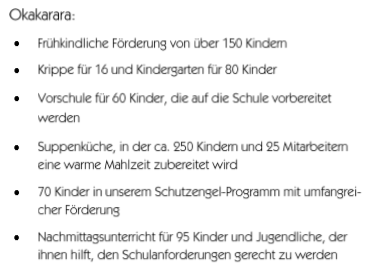 Okakarara:
• Frühkindliche Förderung von über 150 Kindern
• Krippe für 16 und Kindergarten für 80 Kinder
• Vorschule für 60 Kinder, die auf die Schule vorbereitet
werden
• Suppenküche, in der ca. 250 Kindern und 25 Mitarbeitern
eine warme Mahlzeit zubereitet wird
• 70 Kinder in unserem Schutzengel-Programm mit umfangrei-
cher Förderung
• Nachmittagsunterricht für 95 Kinder und Jugendliche, der
ihnen hilft, den Schulanforderungen gerecht zu werden